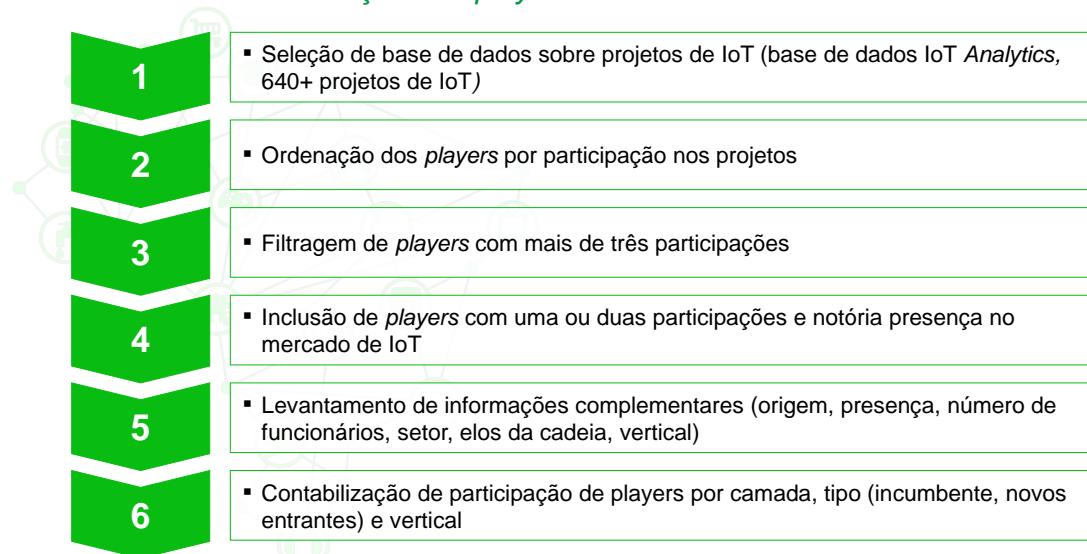 1
▪ Seleção de base de dados sobre projetos de IoT (base de dados IoT Analytics,
640+ projetos de IoT)
2
▪ Ordenação dos players por participação nos projetos
3
▪ Filtragem de players com mais de três participações
4
▪ Inclusão de players com uma ou duas participações e notória presença no
mercado de IoT
5
▪ Levantamento de informações complementares (origem, presença, número de
funcionários, setor, elos da cadeia, vertical)
6
▪ Contabilização de participação de players por camada, tipo (incumbente, novos
entrantes) e vertical